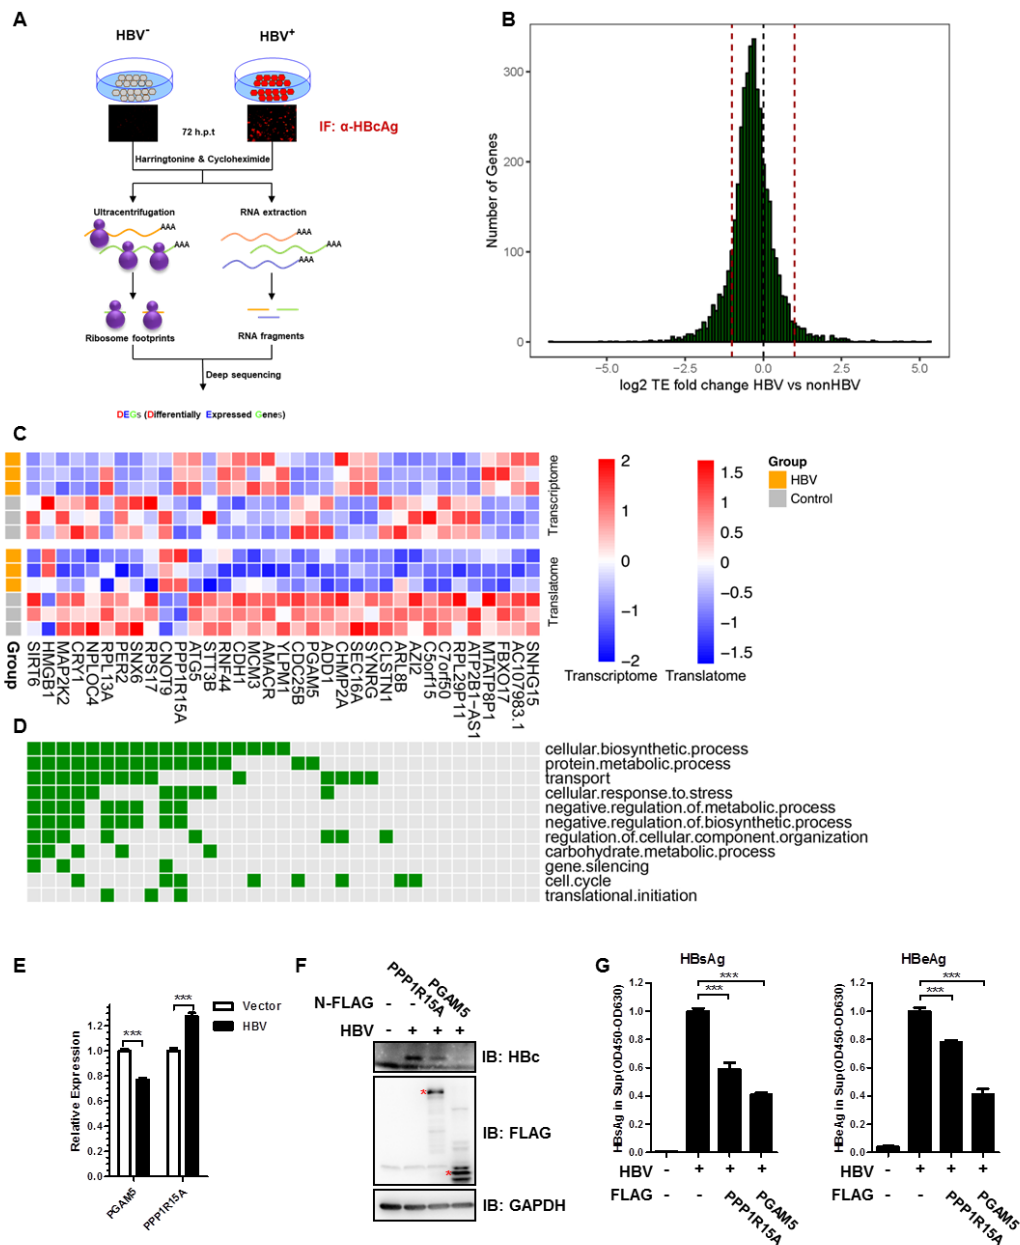 A
HBV-
HBV+
IF: α-HBcAg
72 h.p.t
Harringtonine & Cycloheximide
Ultracentrifugation
RNA extraction
AAA
AAA
AAA
AAA
AAA
Ribosome footprints
RNA fragments
Deep sequencing
DEGs (Differentially Expressed Genes)
B
Number of Genes
300
200
100
0
−5.0
−2.5
0.0
2.5
5.0
log2 TE fold change HBV vs nonHBV
C
Transcriptome
Translatome
Group
SIRT6
HMGB1
MAP2K2
CRY1
NPLOC4
RPL13A
PER2
SNX6
RPS17
CNOT9
PPP1R15A
ATG5
STT3B
RNF44
CDH1
MCM3
AMACR
YLPM1
CDC25B
PGAM5
ADD1
CHMP2A
SEC16A
SYNRG
CLSTN1
ARL8B
AZI2
C5orf15
C7orf50
RPL29P11
ATP2B1−AS1
MTATP8P1
FBXO17
AC107983.1
SNHG15
2
1
0
−1
−2
Transcriptome
1.5
1
0.5
0
−0.5
−1
−1.5
Translatome
Group
HBV
Control
D
cellular.biosynthetic.process
protein.metabolic.process
transport
cellular.response.to.stress
negative.regulation.of.metabolic.process
negative.regulation.of.biosynthetic.process
regulation.of.cellular.component.organization
carbohydrate.metabolic.process
gene.silencing
cell.cycle
translational.initiation
E
Relative Expression
1.2
1.0
0.8
0.6
0.4
0.2
0.0
***
***
Vector
HBV
PGAM5
PPP1R15A
F
PPP1R15A
PGAM5
N-FLAG - -
HBV - + + +
IB: HBc
*
IB: FLAG
*
IB: GAPDH
G
HBsAg
HBsAg in Sup(OD450-OD630)
1.2
1.0
0.8
0.6
0.4
0.2
0.0
***
***
HBV - + + +
FLAG - -
PPP1R15A
PGAM5
HBeAg
HBeAg in Sup(OD450-OD630)
1.2
1.0
0.8
0.6
0.4
0.2
0.0
***
***
HBV - + + +
FLAG - -
PPP1R15A
PGAM5